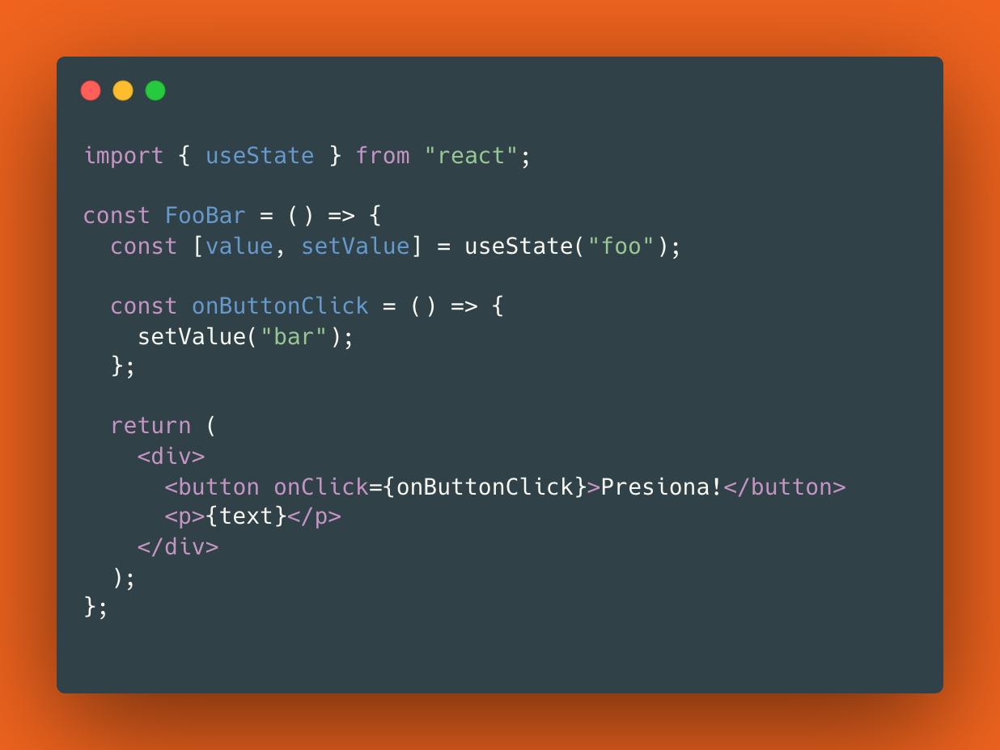 import { useState } from "react";
const FooBar = () => {
const [value, setValue] = useState("foo");
const onButtonClick = () => {
setValue("bar");
};
return (
<div>
<button onClick={onButtonClick}>Presiona!</button>
<p>{text}</p>
</div>
);
};